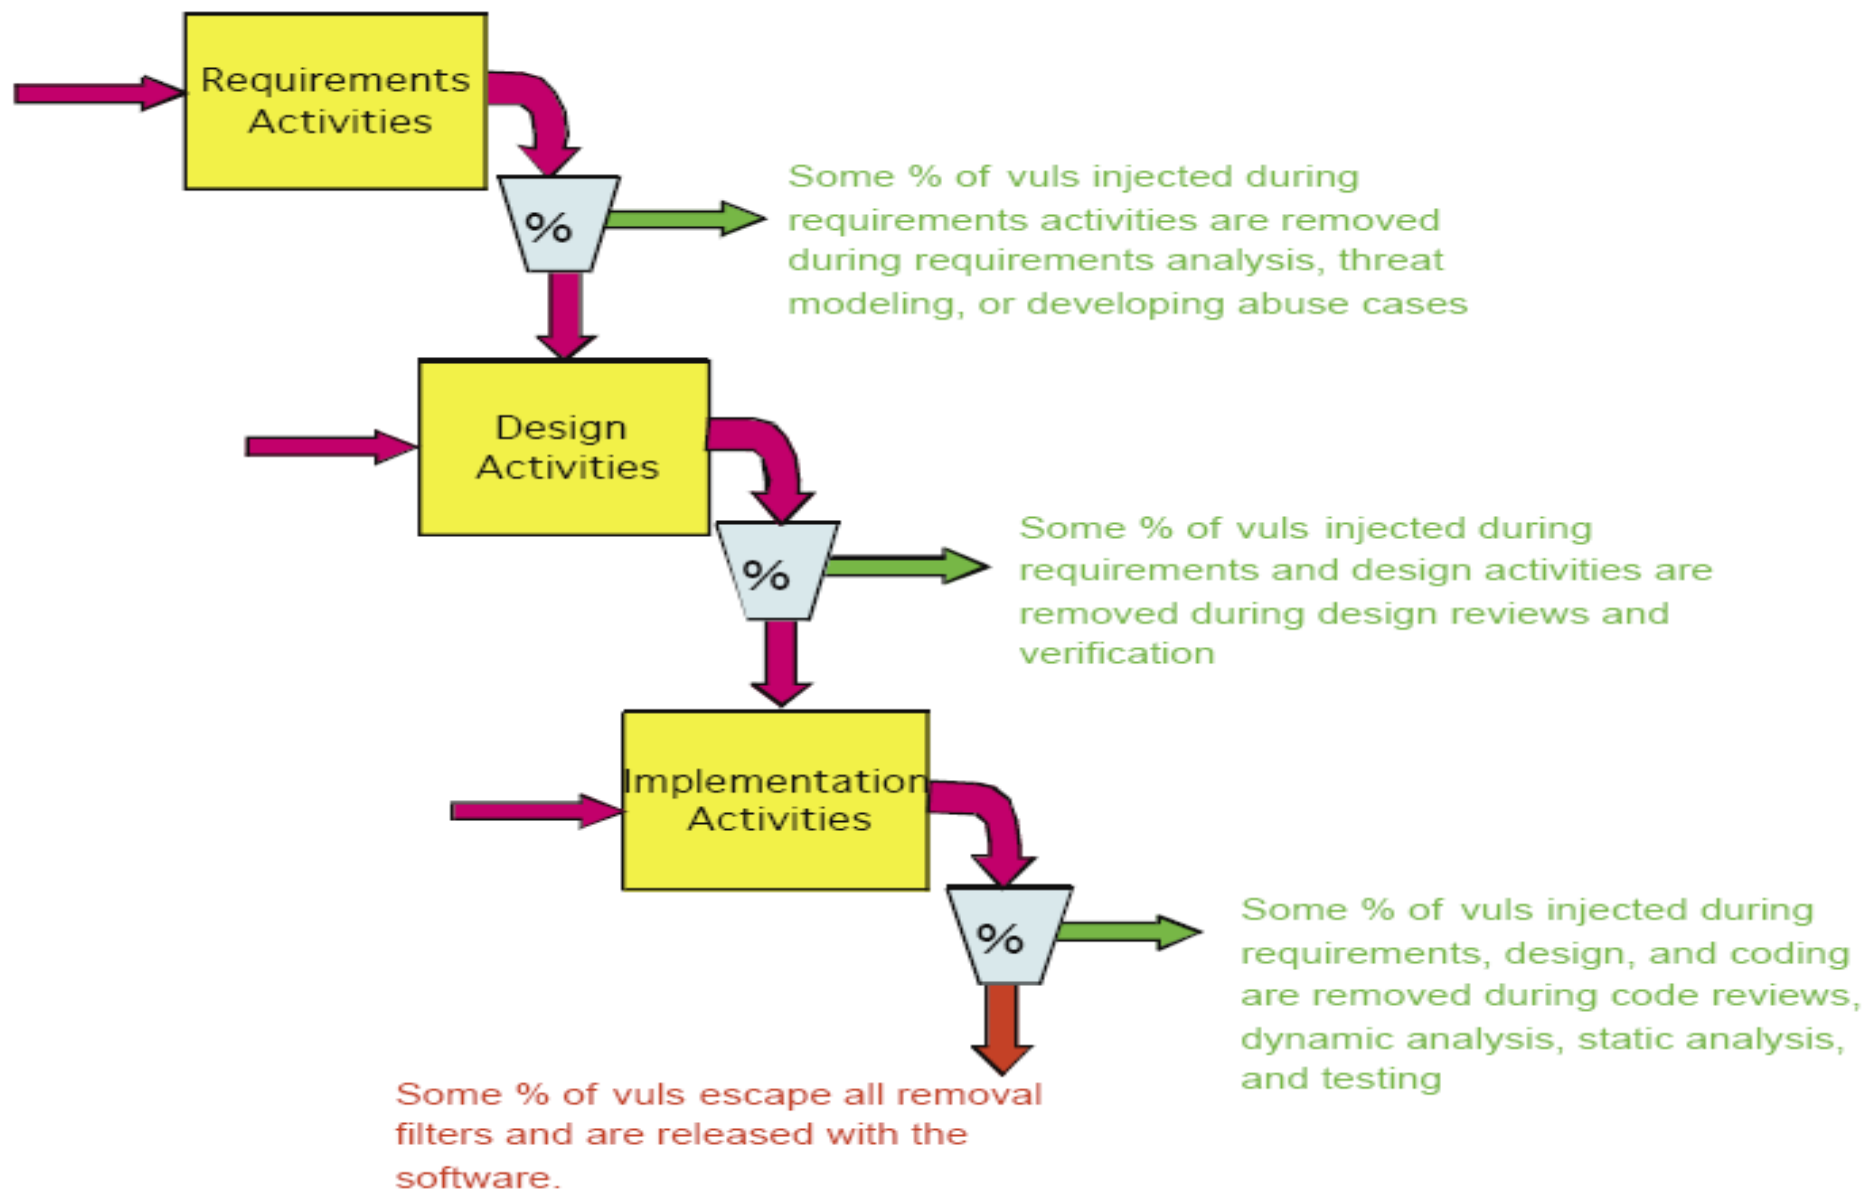 Requirements
Activities
%
Some % of vuls injected during
requirements activities are removed
during requirements analysis, threat
modeling, or developing abuse cases
Design
Activities
%
Some % of vuls injected during
requirements and design activities are
removed during design reviews and
verification
Implementation
Activities
%
Some % of vuls injected during
requirements, design, and coding
are removed during code reviews,
dynamic analysis, static analysis,
and testing
Some % of vuls escape all removal
filters and are released with the
software.